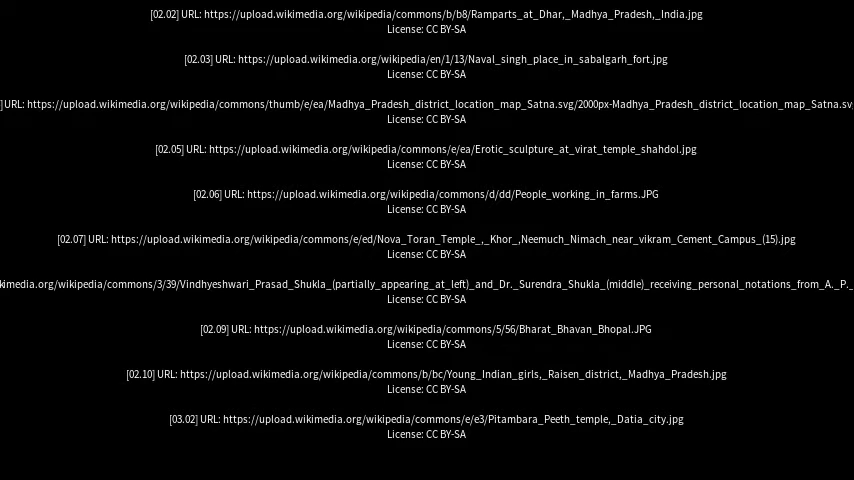 [02.02] URL: https://upload.wikimedia.org/wikipedia/commons/b/b8/Ramparts_at_Dhar,_Madhya_Pradesh,_India.jpg
License: CC BY-SA
[02.03] URL: https://upload.wikimedia.org/wikipedia/en/1/13/Naval_singh_place_in_sabalgarh_fort.jpg
License: CC BY-SA
] URL: https://upload.wikimedia.org/wikipedia/commons/thumb/e/ea/Madhya_Pradesh_district_location_map_Satna.svg/2000px-Madhya_Pradesh_district_location_map_Satna.sv
License: CC BY-SA
[02.05] URL: https://upload.wikimedia.org/wikipedia/commons/e/ea/Erotic_sculpture_at_virat_temple_shahdol.jpg
License: CC BY-SA
[02.06] URL: https://upload.wikimedia.org/wikipedia/commons/d/dd/People_working_in_farms.JPG
License: CC BY-SA
[02.07] URL: https://upload.wikimedia.org/wikipedia/commons/e/ed/Nova_Toran_Temple_,_Khor_,Neemuch_Nimach_near_vikram_Cement_Campus_(15).jpg
License: CC BY-SA
kimedia.org/wikipedia/commons/3/39/Vindhyeshwari_Prasad_Shukla_(partially_appearing_at_left)_and_Dr._Surendra_Shukla_(middle)_receiving_personal_notations_from_A._P._
License: CC BY-SA
[02.09] URL: https://upload.wikimedia.org/wikipedia/commons/5/56/Bharat_Bhavan_Bhopal.JPG
License: CC BY-SA
[02.10] URL: https://upload.wikimedia.org/wikipedia/commons/b/bc/Young_Indian_girls,_Raisen_district,_Madhya_Pradesh.jpg
License: CC BY-SA
[03.02] URL: https://upload.wikimedia.org/wikipedia/commons/e/e3/Pitambara_Peeth_temple,_Datia_city.jpg
License: CC BY-SA